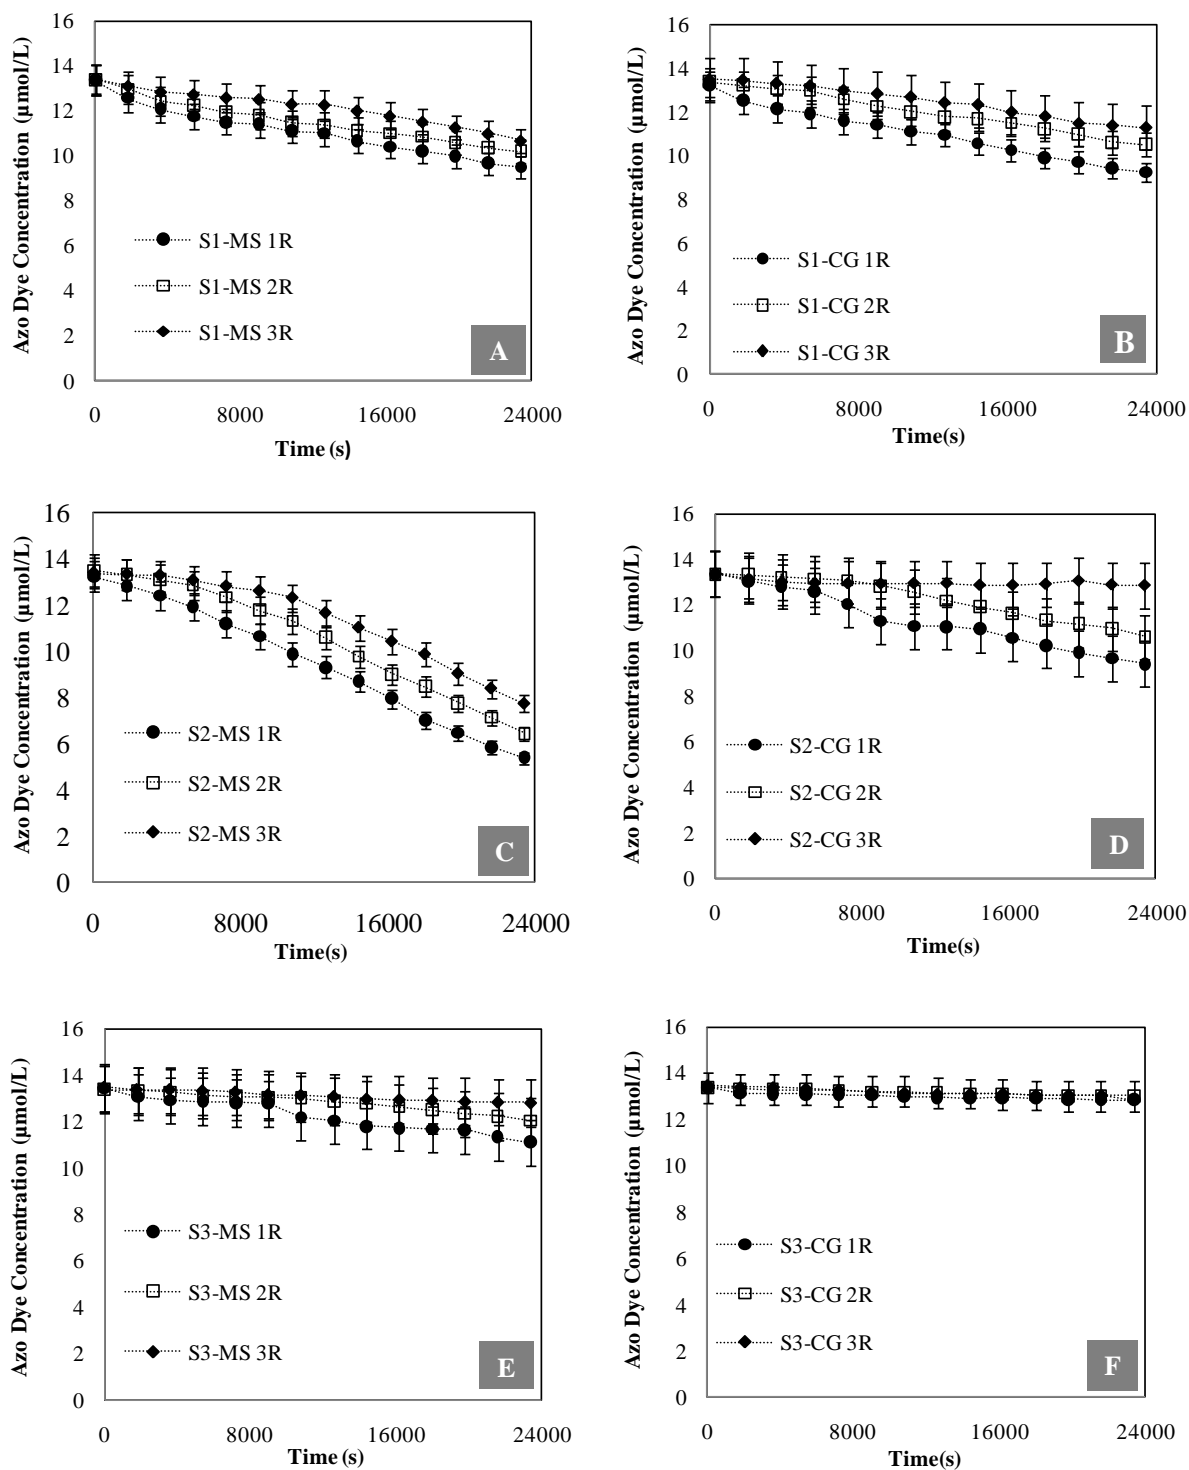 16
14
12
10
8
6
4
2
0
Azo Dye Concentration (µmol/L)
S1-MS 1R
S1-MS 2R
S1-MS 3R
A
0 8000 16000 24000
Time (s)
16
14
12
10
8
6
4
2
0
Azo Dye Concentration (µmol/L)
S1-CG 1R
S1-CG 2R
S1-CG 3R
B
0 8000 16000 24000
Time(s)
16
14
12
10
8
6
4
2
0
Azo Dye Concentration (µmol/L)
S2-MS 1R
S2-MS 2R
S2-MS 3R
C
0 8000 16000 24000
Time(s)
16
14
12
10
8
6
4
2
0
Azo Dye Concentration (µmol/L)
S2-CG 1R
S2-CG 2R
S2-CG 3R
D
0 8000 16000 24000
Time(s)
16
14
12
10
8
6
4
2
0
Azo Dye Concentration (µmol/L)
S3-MS 1R
S3-MS 2R
S3-MS 3R
E
0 8000 16000 24000
Time (s)
16
14
12
10
8
6
4
2
0
Azo Dye Concentration (µmol/L)
S3-CG 1R
S3-CG 2R
S3-CG 3R
F
0 8000 16000 24000
Time(s)